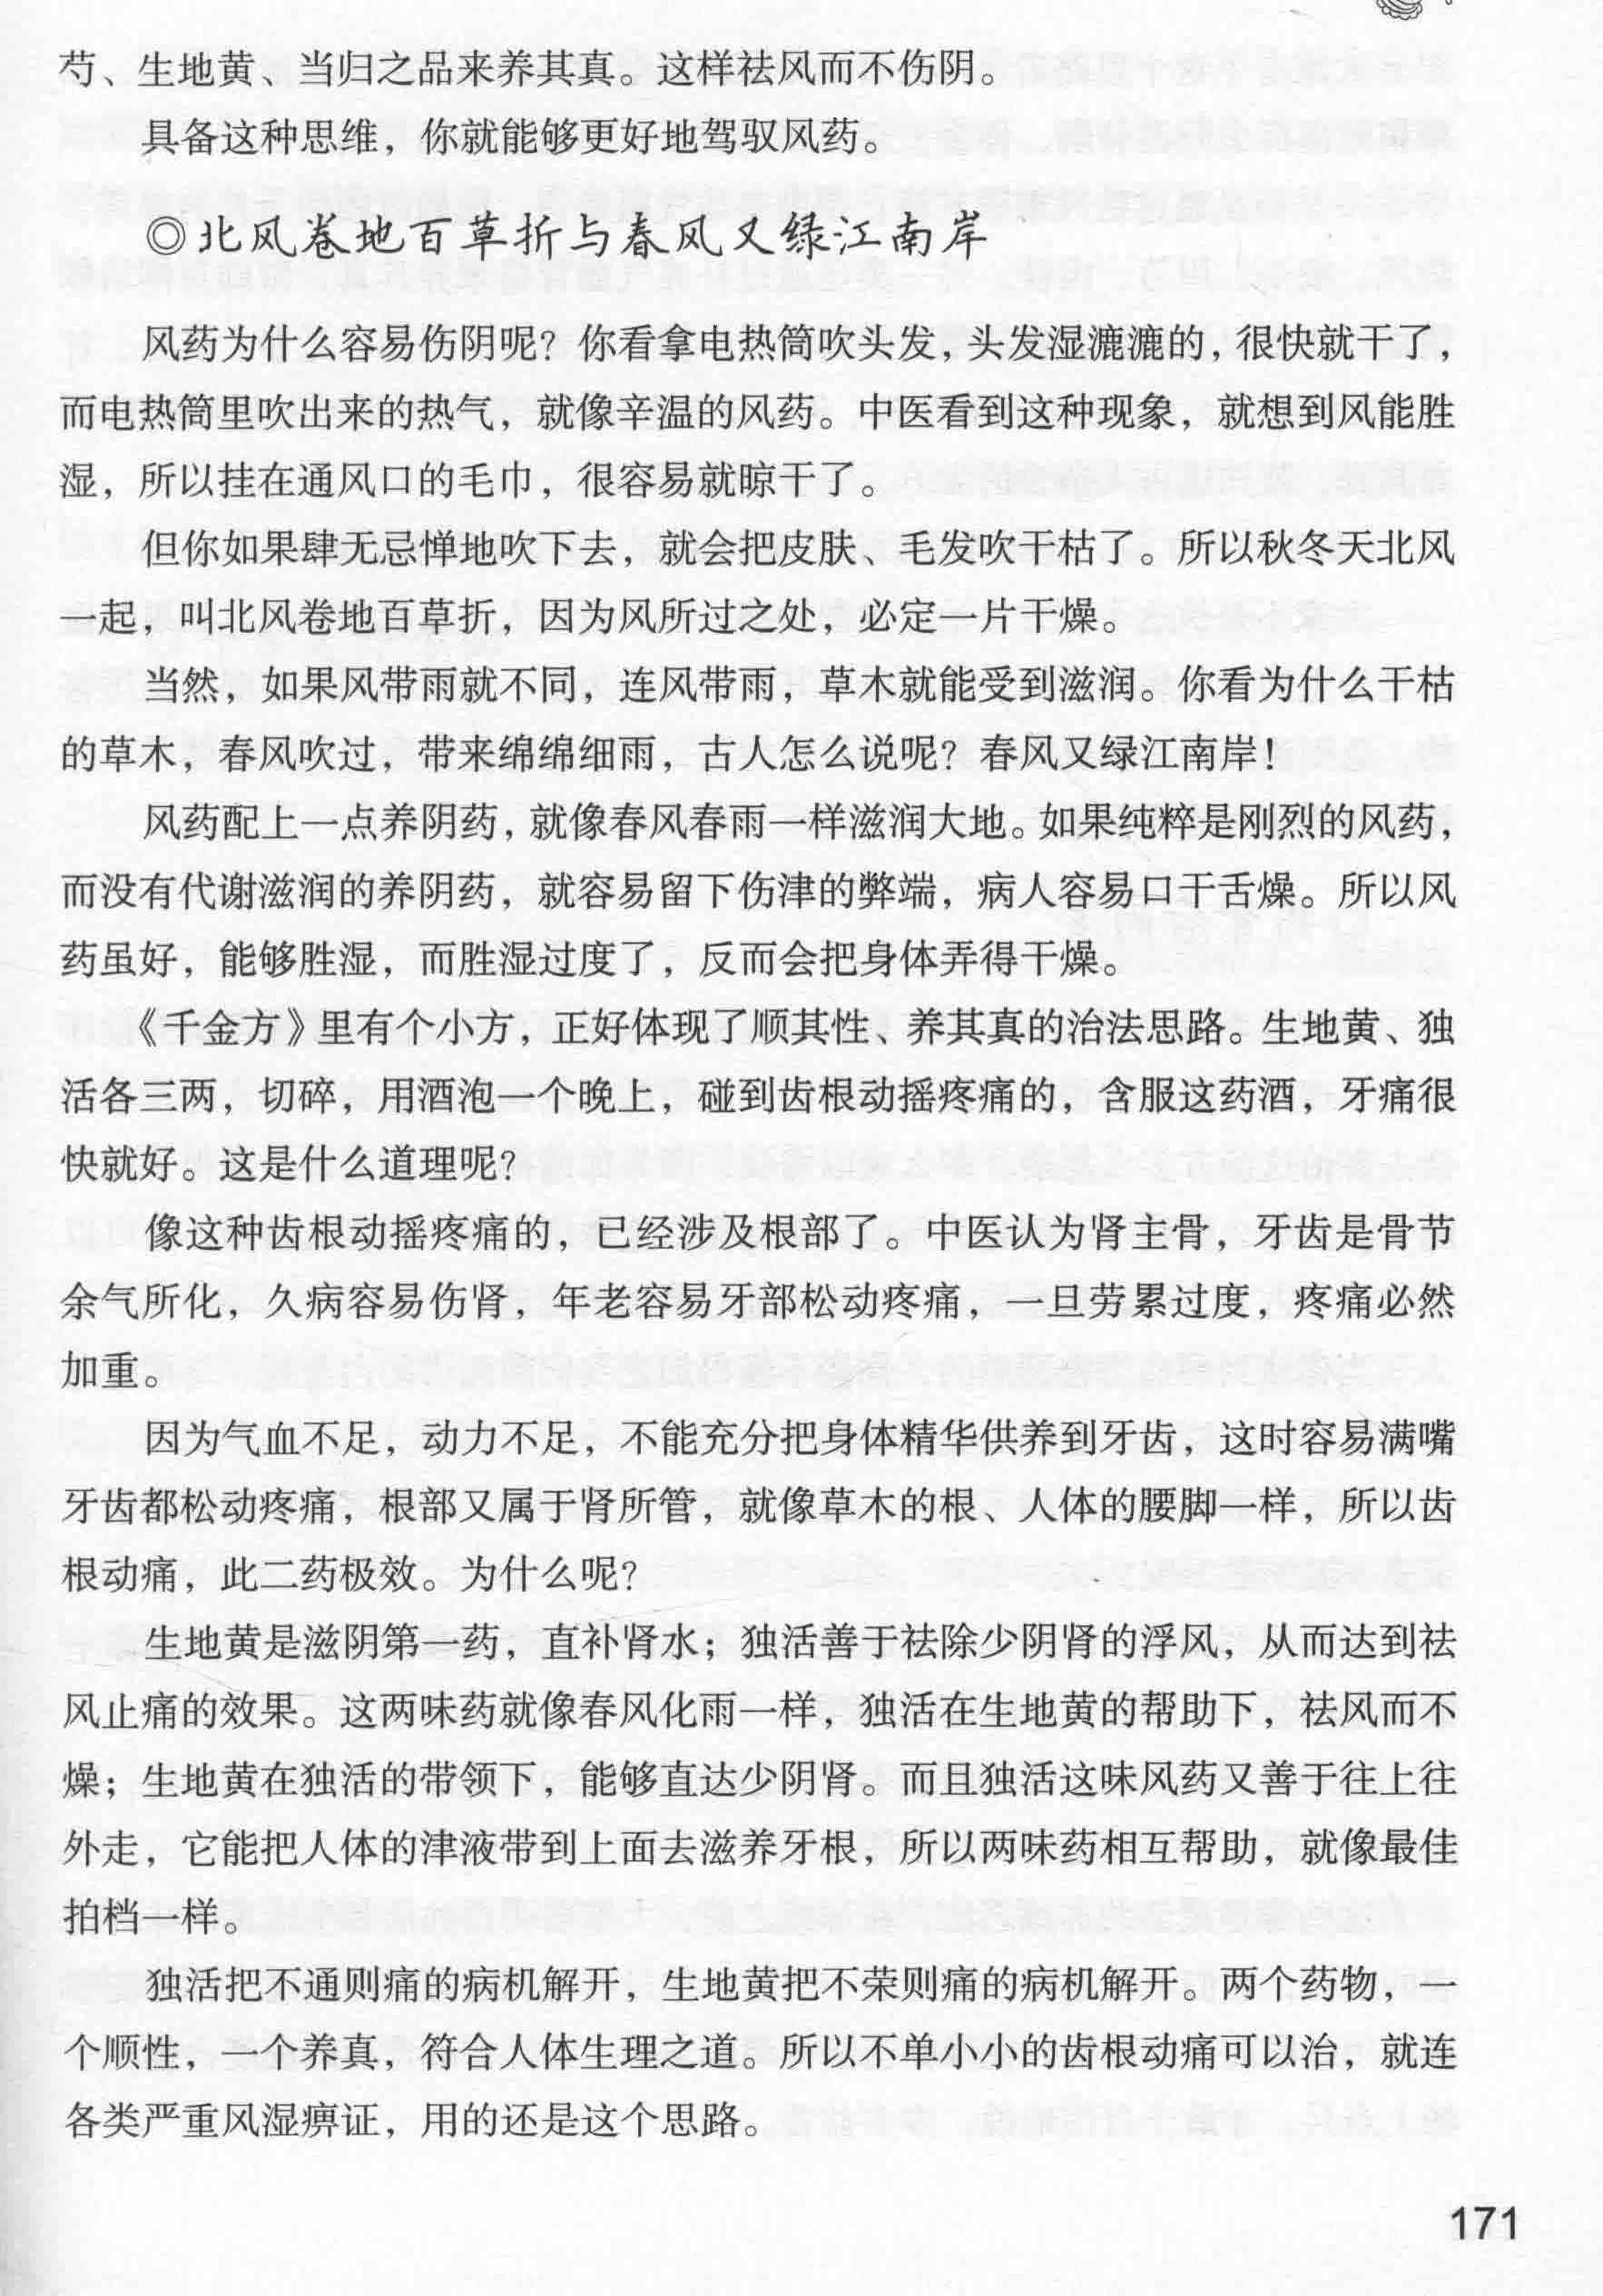 芍、生地黄、当归之品来养其真。这样祛风而不伤阴。
具备这种思维，你就能够更好地驾驭风药。
◎北风卷地百草折与春风又绿江南岸
风药为什么容易伤阴呢？你看拿电热筒吹头发，头发湿漉漉的，很快就干了，
而电热筒里吹出来的热气，就像辛温的风药。中医看到这种现象，就想到风能胜
湿，所以挂在通风口的毛巾，很容易就晾干了。
但你如果肆无忌惮地吹下去，就会把皮肤、毛发吹干枯了。所以秋冬天北风
一起，叫北风卷地百草折，因为风所过之处，必定一片干燥。
当然，如果风带雨就不同，连风带雨，草木就能受到滋润。你看为什么干枯
的草木，春风吹过，带来绵绵细雨，古人怎么说呢？春风又绿江南岸！
风药配上一点养阴药，就像春风春雨一样滋润大地。如果纯粹是刚烈的风药，
而没有代谢滋润的养阴药，就容易留下伤津的弊端，病人容易口干舌燥。所以风
药虽好，能够胜湿，而胜湿过度了，反而会把身体弄得干燥。
《千金方》里有个小方，正好体现了顺其性、养其真的治法思路。生地黄、独
活各三两，切碎，用酒泡一个晚上，碰到齿根动摇疼痛的，含服这药酒，牙痛很
快就好。这是什么道理呢？
像这种齿根动摇疼痛的，已经涉及根部了。中医认为肾主骨，牙齿是骨节
余气所化，久病容易伤肾，年老容易牙部松动疼痛，一旦劳累过度，疼痛必然
加重。
因为气血不足，动力不足，不能充分把身体精华供养到牙齿，这时容易满嘴
牙齿都松动疼痛，根部又属于肾所管，就像草木的根、人体的腰脚一样，所以齿
根动痛，此二药极效。为什么呢？
生地黄是滋阴第一药，直补肾水；独活善于祛除少阴肾的浮风，从而达到祛
风止痛的效果。这两味药就像春风化雨一样，独活在生地黄的帮助下，祛风而不
燥；生地黄在独活的带领下，能够直达少阴肾。而且独活这味风药又善于往上往
外走，它能把人体的津液带到上面去滋养牙根，所以两味药相互帮助，就像最佳
拍档一样。
独活把不通则痛的病机解开，生地黄把不荣则痛的病机解开。两个药物，一
个顺性，一个养真，符合人体生理之道。所以不单小小的齿根动痛可以治，就连
各类严重风湿痹证，用的还是这个思路。
171